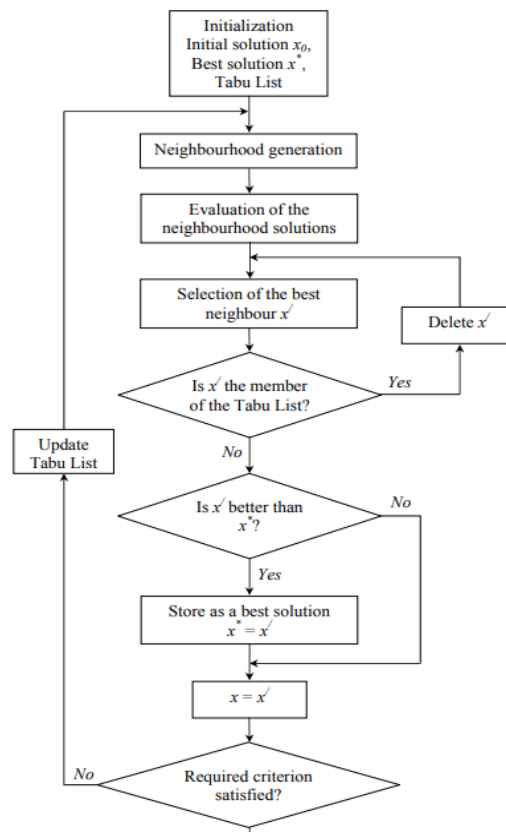 Initialization
Initial solution x₀,
Best solution x*,
Tabu List
Neighbourhood generation
Evaluation of the
neighbourhood solutions
Selection of the best
neighbour x′
Delete x′
Is x′ the member
of the Tabu List?
Yes
No
Update
Tabu List
Is x′ better than
x*?
No
Yes
Store as a best solution
x* = x′
x = x′
No
Required criterion
satisfied?